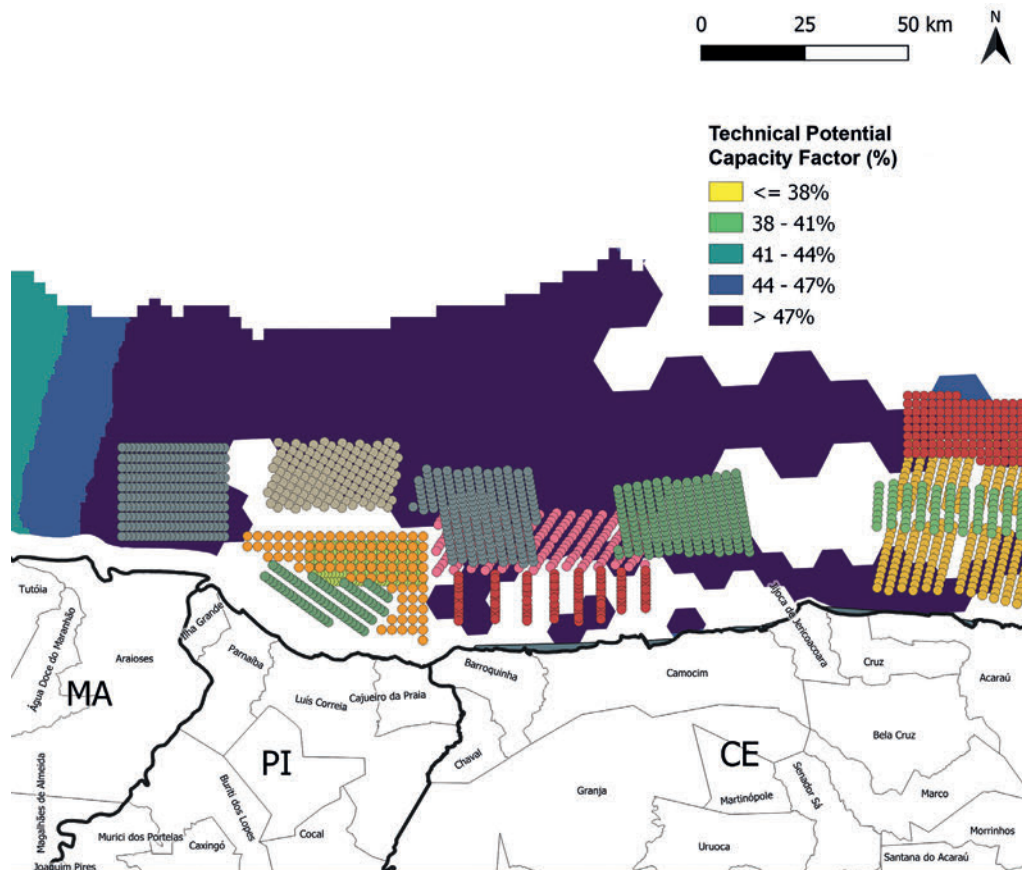 0 25 50 km
N
Technical Potential
Capacity Factor (%)
<= 38%
38 - 41%
41 - 44%
44 - 47%
> 47%
Tutóia
Água Doce do Maranhão
Araioses
MA
Magalhães de Almeida
Joaquim Pires
Ilha Grande
Parnaíba
Luís Correia
Cajueiro da Praia
PI
Buriti dos Lopes
Murici dos Portelas
Caxingó
Cocal
Barroquinha
Chaval
Camocim
Jijoca de Jericoacoara
Cruz
Acaraú
Bela Cruz
CE
Granja
Martinópole
Senador Sá
Marco
Uruoca
Morrinhos
Santana do Acaraú